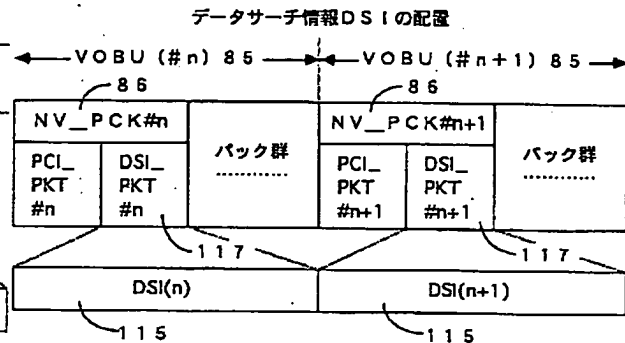 データサーチ情報DSIの配置
VOBU (#n) 85
VOBU (#n+1) 85
86
86
NV_PCK#n
NV_PCK#n+1
PCI_
PKT
#n
DSI_
PKT
#n
パック群
………
PCI_
PKT
#n+1
DSI_
PKT
#n+1
パック群
………
117
117
DSI(n)
DSI(n+1)
115
115